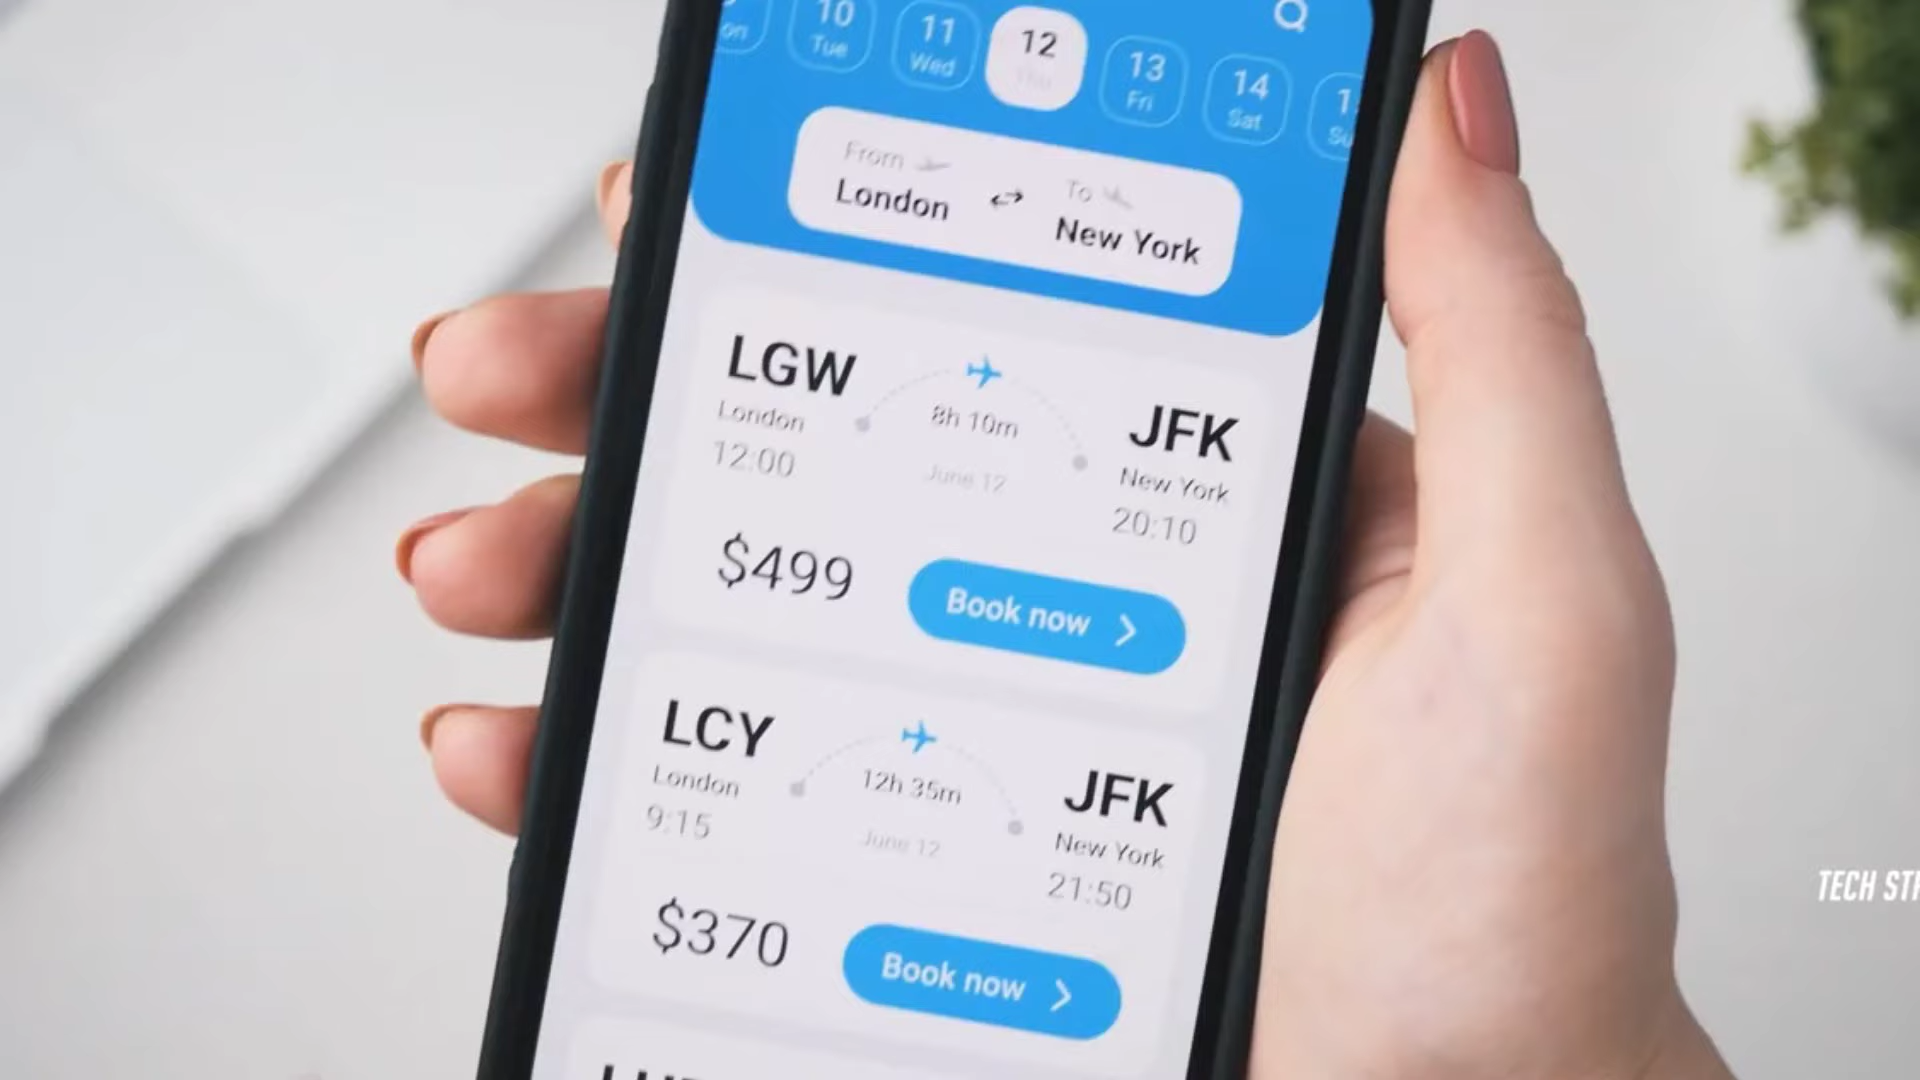 10 11 12 13 14
Tue Wed Thu Fri Sat
From To
London New York
LGW JFK
London 8h 10m New York
12:00 June 12 20:10
$499 Book now
LCY JFK
London 12h 35m New York
9:15 June 12 21:50
$370 Book now
TECH